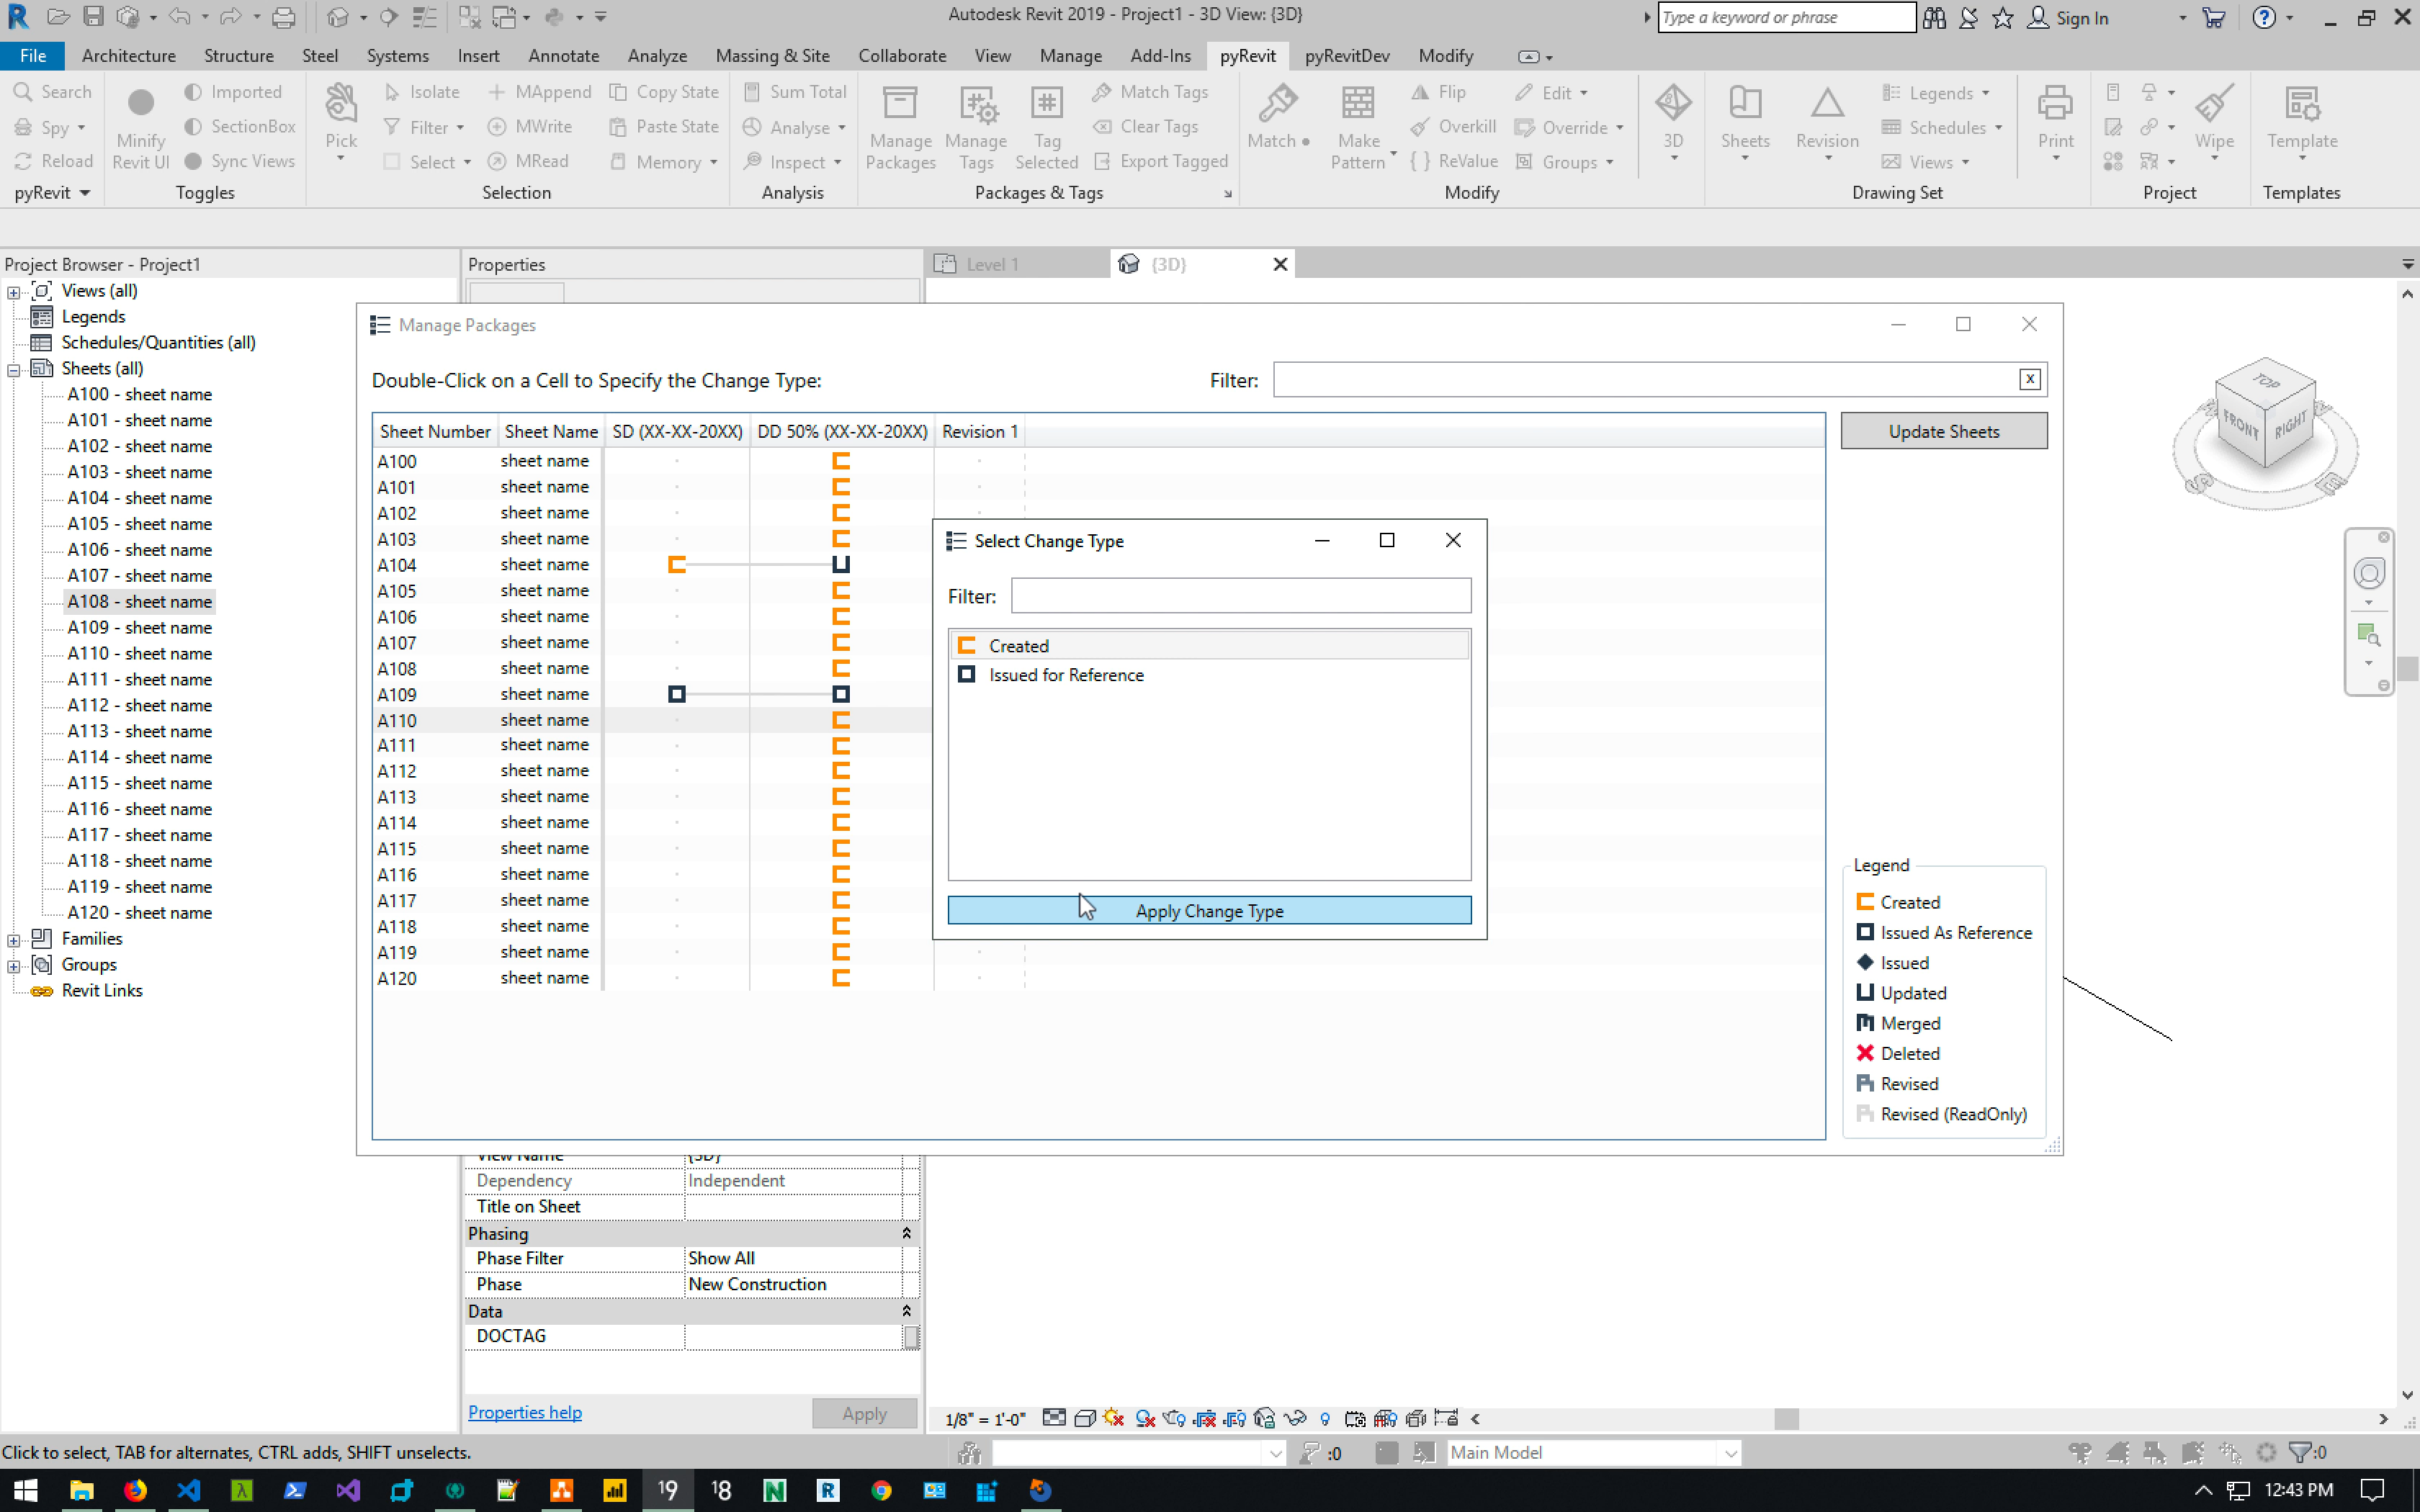 Autodesk Revit 2019 - Project1 - 3D View: {3D}
Type a keyword or phrase
Sign In
File Architecture Structure Steel Systems Insert Annotate Analyze Massing & Site Collaborate View Manage Add-Ins pyRevit pyRevitDev Modify
Search
Spy
Reload
pyRevit
Minify Revit UI
Imported
SectionBox
Sync Views
Toggles
Pick
Isolate
Filter
Select
MAppend
MWrite
MRead
Copy State
Paste State
Memory
Selection
Sum Total
Analyse
Inspect
Analysis
Manage Packages
Manage Tags
Tag Selected
Match Tags
Clear Tags
Export Tagged
Packages & Tags
Match
Make Pattern
Flip
Overkill
ReValue
Edit
Override
Groups
Modify
3D
Sheets
Revision
Legends
Schedules
Views
Drawing Set
Print
Wipe
Project
Template
Templates
Project Browser - Project1
Views (all)
Legends
Schedules/Quantities (all)
Sheets (all)
A100 - sheet name
A101 - sheet name
A102 - sheet name
A103 - sheet name
A104 - sheet name
A105 - sheet name
A106 - sheet name
A107 - sheet name
A108 - sheet name
A109 - sheet name
A110 - sheet name
A111 - sheet name
A112 - sheet name
A113 - sheet name
A114 - sheet name
A115 - sheet name
A116 - sheet name
A117 - sheet name
A118 - sheet name
A119 - sheet name
A120 - sheet name
Families
Groups
Revit Links
Properties
Level 1
{3D}
Manage Packages
Double-Click on a Cell to Specify the Change Type:
Filter:
Update Sheets
Sheet Number Sheet Name SD (XX-XX-20XX) DD 50% (XX-XX-20XX) Revision 1
A100 sheet name
A101 sheet name
A102 sheet name
A103 sheet name
A104 sheet name
A105 sheet name
A106 sheet name
A107 sheet name
A108 sheet name
A109 sheet name
A110 sheet name
A111 sheet name
A112 sheet name
A113 sheet name
A114 sheet name
A115 sheet name
A116 sheet name
A117 sheet name
A118 sheet name
A119 sheet name
A120 sheet name
Select Change Type
Filter:
Created
Issued for Reference
Apply Change Type
Legend
Created
Issued As Reference
Issued
Updated
Merged
Deleted
Revised
Revised (ReadOnly)
TOP
FRONT
RIGHT
View Name {3D}
Dependency Independent
Title on Sheet
Phasing
Phase Filter Show All
Phase New Construction
Data
DOCTAG
Properties help
Apply
1/8" = 1'-0"
Click to select, TAB for alternates, CTRL adds, SHIFT unselects.
:0
Main Model
:0
19
18
12:43 PM